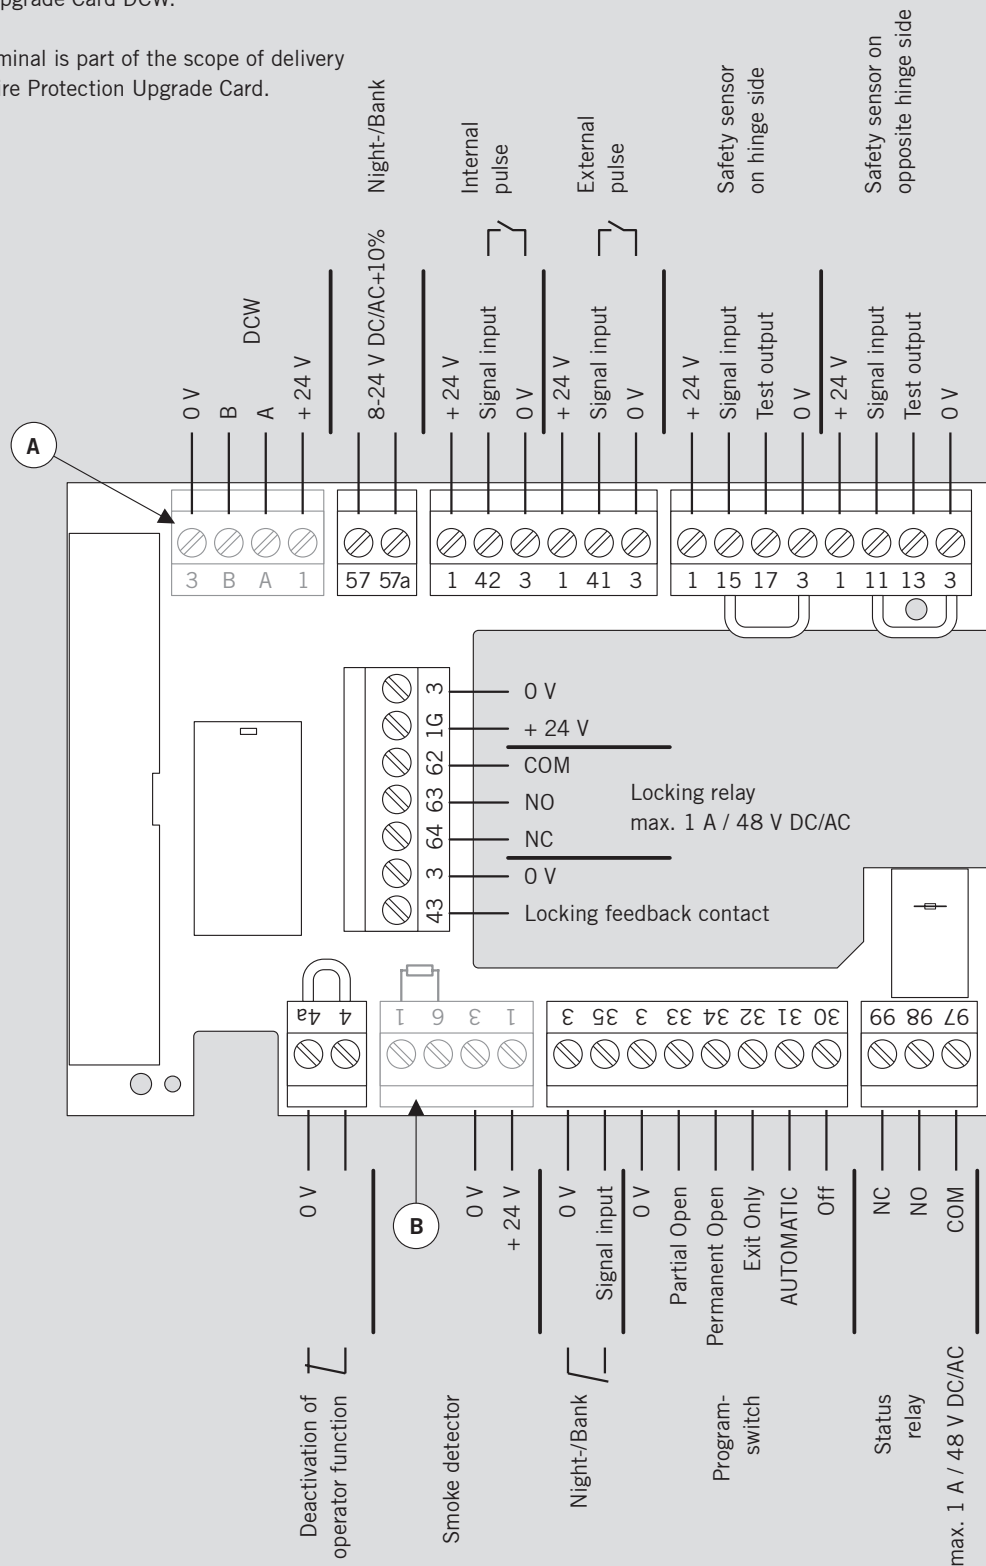 pgrade Card DCW.
minal is part of the scope of delivery
ire Protection Upgrade Card.
Night-/Bank
Internal
pulse
External
pulse
Safety sensor
on hinge side
Safety sensor on
opposite hinge side
DCW
8-24 V DC/AC+10%
0 V
B
A
+ 24 V
+ 24 V
Signal input
0 V
+ 24 V
Signal input
0 V
+ 24 V
Signal input
Test output
0 V
+ 24 V
Signal input
Test output
0 V
A
3 B A 1
57 57a
1 42 3 1 41 3
1 15 17 3 1 11 13 3
3 0 V
1G + 24 V
62 COM
63 NO
64 NC
3 0 V
43 Locking feedback contact
Locking relay
max. 1 A / 48 V DC/AC
4a 4
1 6 3 1
3 35 3 33 34 32 31 30
99 98 97
0 V
B
0 V
+ 24 V
0 V
Signal input
0 V
Partial Open
Permanent Open
Exit Only
AUTOMATIC
Off
NC
NO
COM
Deactivation of
operator function
Smoke detector
Night-/Bank
Program-
switch
Status
relay
max. 1 A / 48 V DC/AC